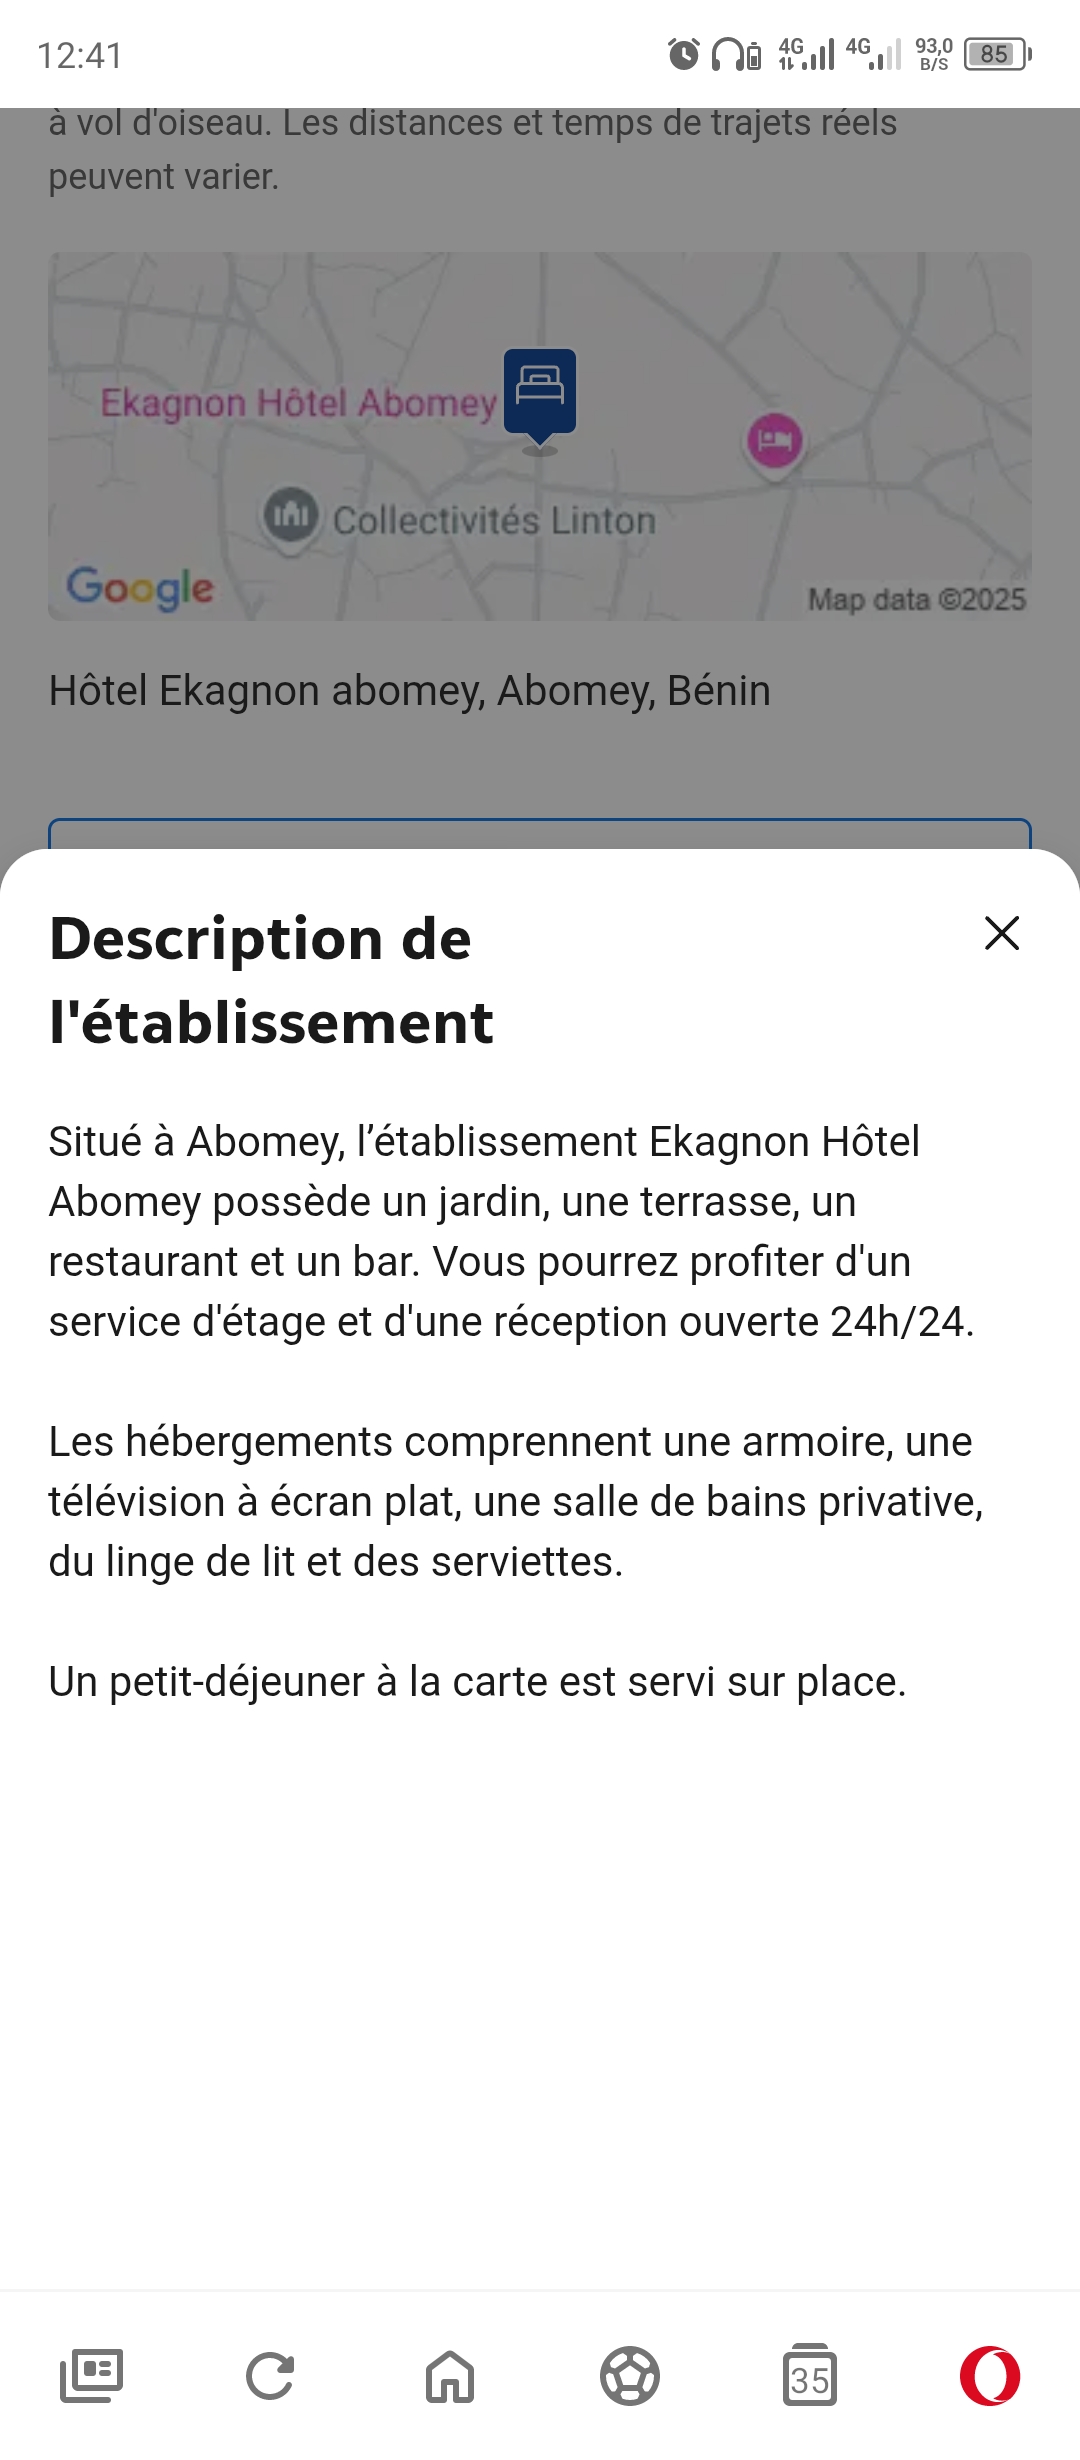 12:41
4G
4G
93,0
B/S
85
à vol d'oiseau. Les distances et temps de trajets réels
peuvent varier.
Ekagnon Hôtel Abomey
Collectivités Linton
Google
Map data ©2025
Hôtel Ekagnon abomey, Abomey, Bénin
Description de
l'établissement
Situé à Abomey, l’établissement Ekagnon Hôtel
Abomey possède un jardin, une terrasse, un
restaurant et un bar. Vous pourrez profiter d'un
service d'étage et d'une réception ouverte 24h/24.
Les hébergements comprennent une armoire, une
télévision à écran plat, une salle de bains privative,
du linge de lit et des serviettes.
Un petit-déjeuner à la carte est servi sur place.
35